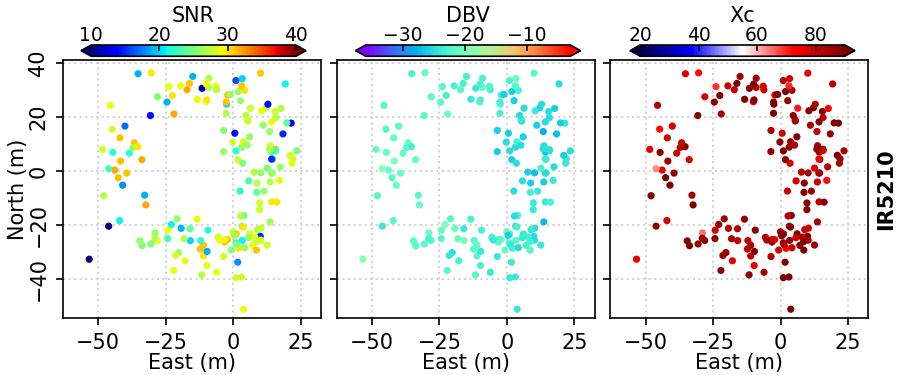 SNR DBV Xc
10 20 30 40 −30 −20 −10 20 40 60 80
North (m)
40
20
0
−20
−40
IR5210
−50 −25 0 25 −50 −25 0 25 −50 −25 0 25
East (m) East (m) East (m)